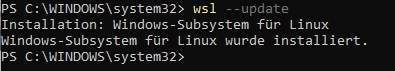 PS C:\WINDOWS\system32> wsl --update
Installation: Windows-Subsystem für Linux
Windows-Subsystem für Linux wurde installiert.
PS C:\WINDOWS\system32>